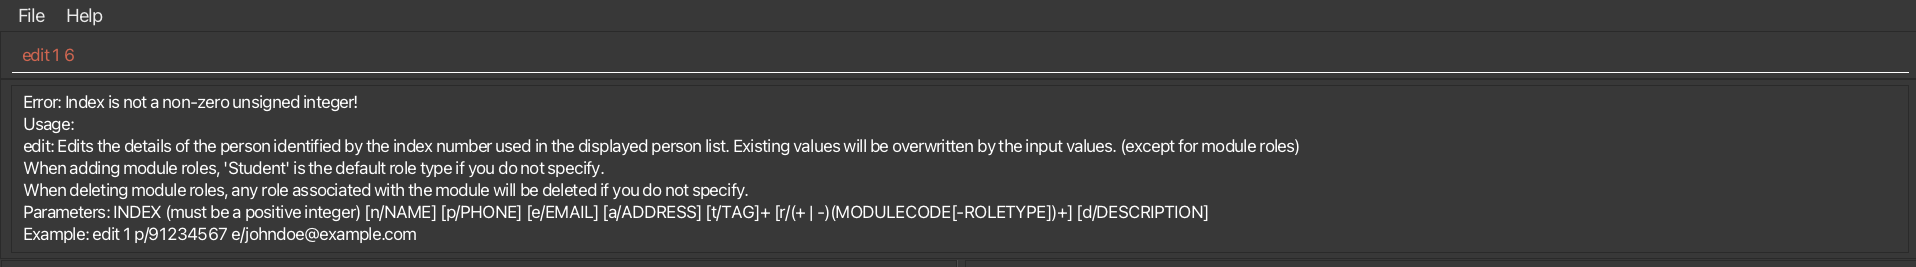 File Help
edit 1 6
Error: Index is not a non-zero unsigned integer!
Usage:
edit: Edits the details of the person identified by the index number used in the displayed person list. Existing values will be overwritten by the input values. (except for module roles)
When adding module roles, 'Student' is the default role type if you do not specify.
When deleting module roles, any role associated with the module will be deleted if you do not specify.
Parameters: INDEX (must be a positive integer) [n/NAME] [p/PHONE] [e/EMAIL] [a/ADDRESS] [t/TAG]+ [r/(+ | -)(MODULECODE[-ROLETYPE])+] [d/DESCRIPTION]
Example: edit 1 p/91234567 e/johndoe@example.com